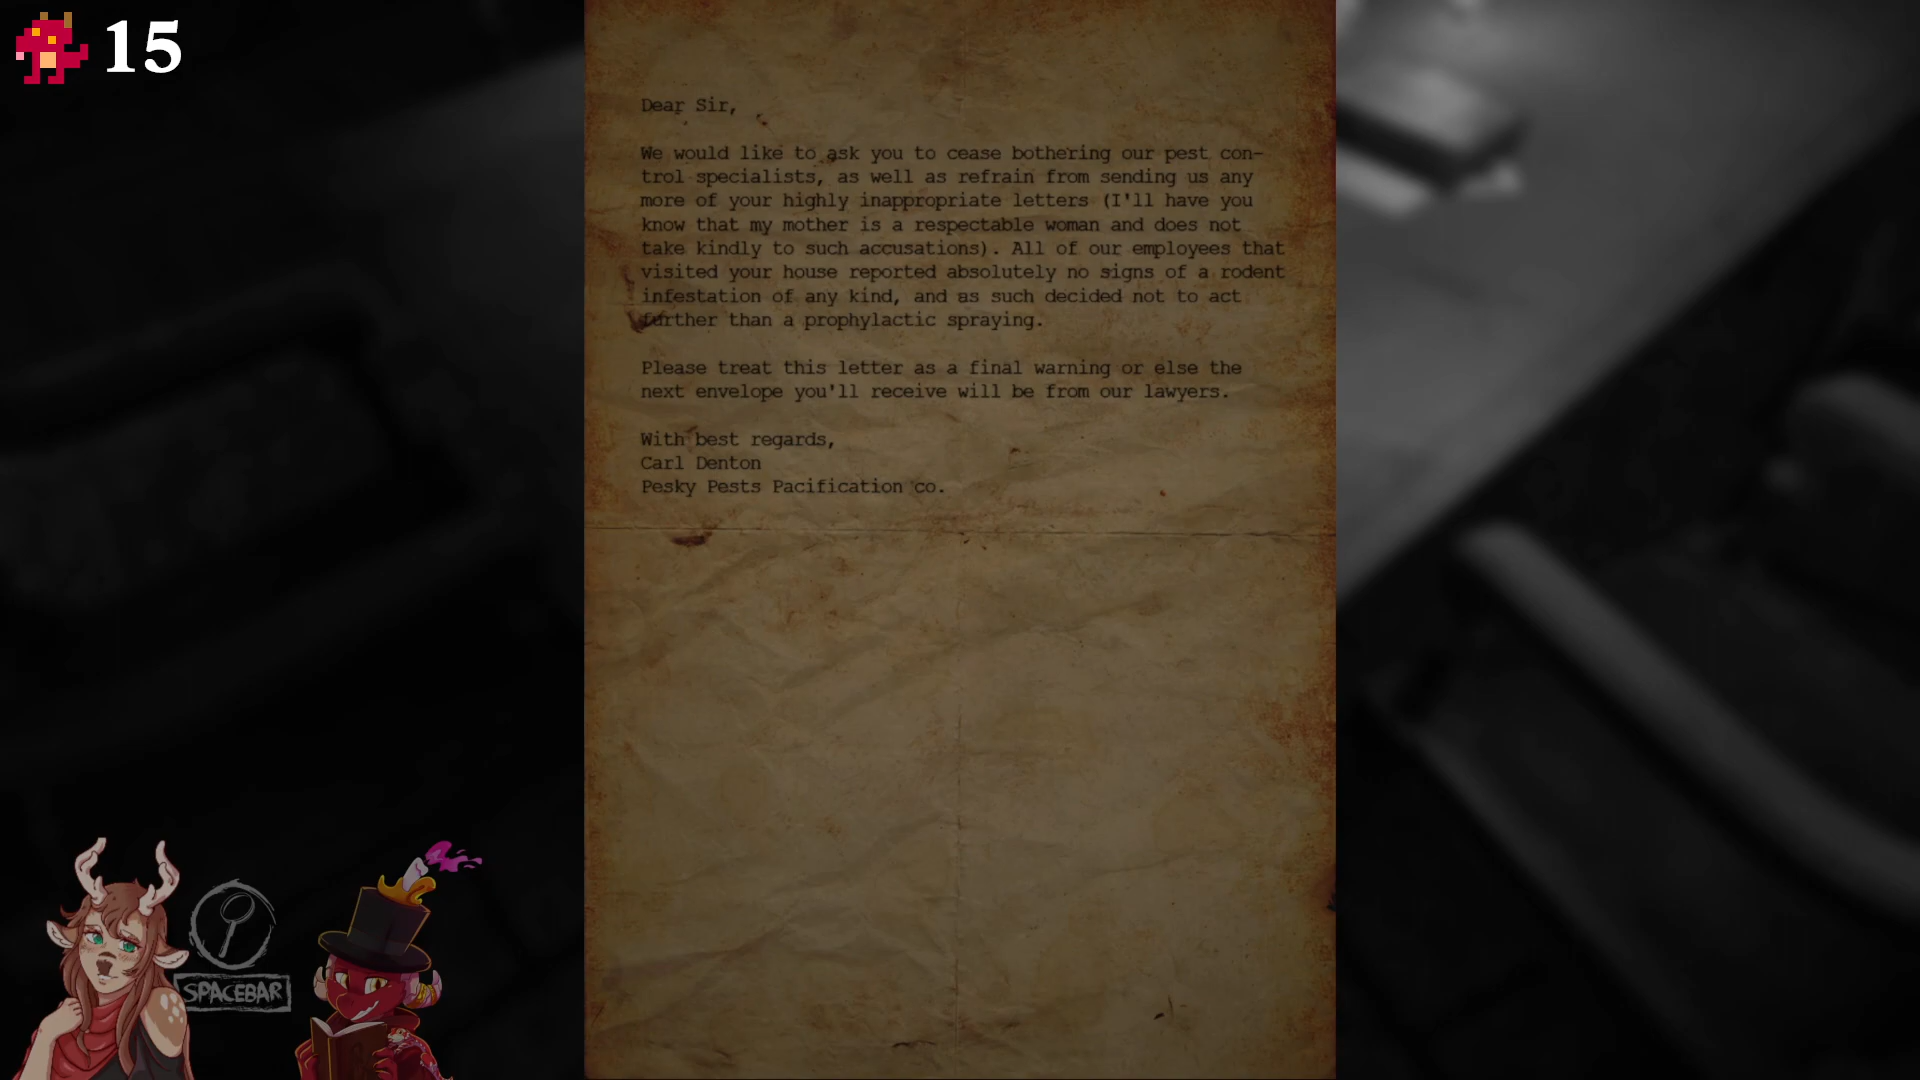 15
Dear Sir,
We would like to ask you to cease bothering our pest con-
trol specialists, as well as refrain from sending us any
more of your highly inappropriate letters (I'll have you
know that my mother is a respectable woman and does not
take kindly to such accusations). All of our employees that
visited your house reported absolutely no signs of a rodent
infestation of any kind, and as such decided not to act
further than a prophylactic spraying.
Please treat this letter as a final warning or else the
next envelope you'll receive will be from our lawyers.
With best regards,
Carl Denton
Pesky Pests Pacification co.
SPACEBAR